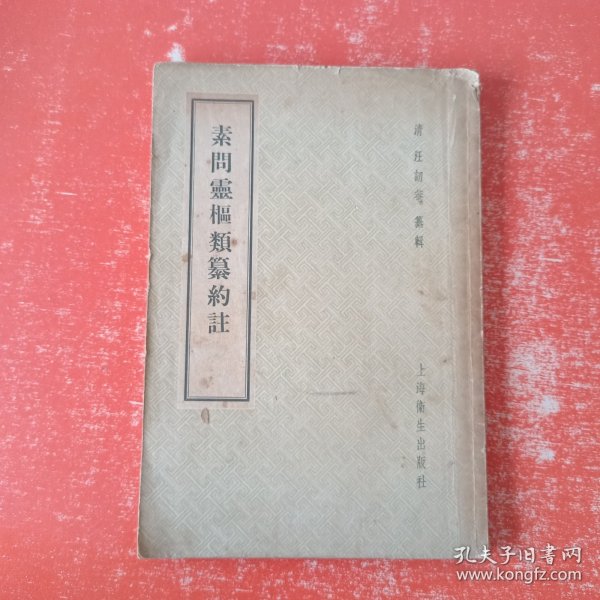 素問靈樞類纂約註
清 汪訒菴 纂輯
上海衛生出版社
孔夫子旧书网
www.kongfz.com